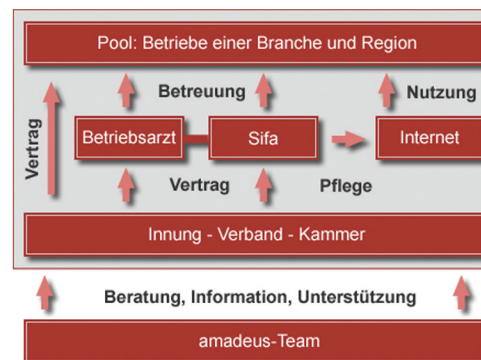 Pool: Betriebe einer Branche und Region
Betreuung
Nutzung
Vertrag
Betriebsarzt
Sifa
Internet
Vertrag
Pflege
Innung - Verband - Kammer
Beratung, Information, Unterstützung
amadeus-Team